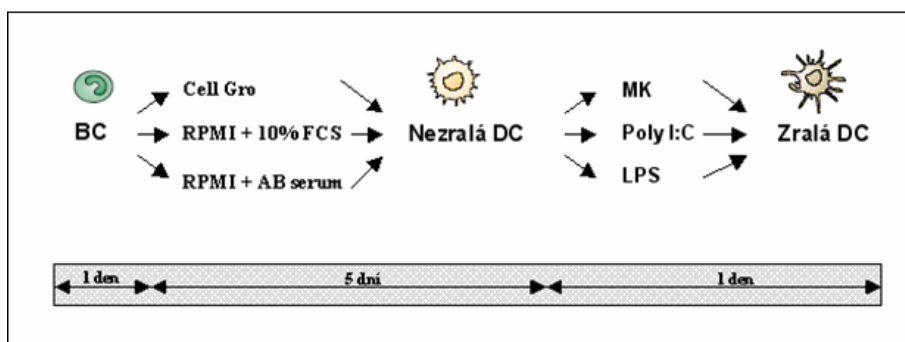 Cell Gro
MK
BC
RPMI + 10% FCS
Nezralá DC
Poly I:C
Zralá DC
RPMI + AB serum
LPS
1 den
5 dní
1 den